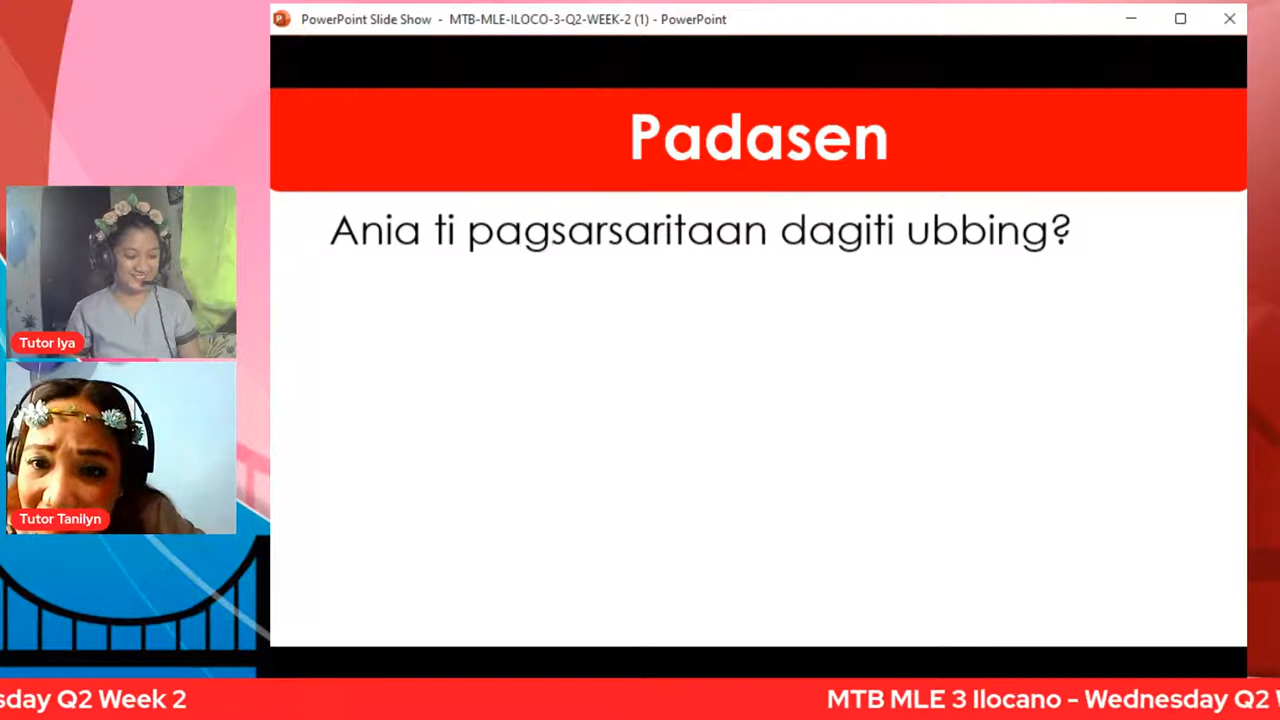 PowerPoint Slide Show - MTB-MLE-ILOCO-3-Q2-WEEK-2 (1) - PowerPoint
Padasen
Ania ti pagsarsaritaan dagiti ubbing?
Tutor Iya
Tutor Tanilyn
sday Q2 Week 2
MTB MLE 3 Ilocano - Wednesday Q2